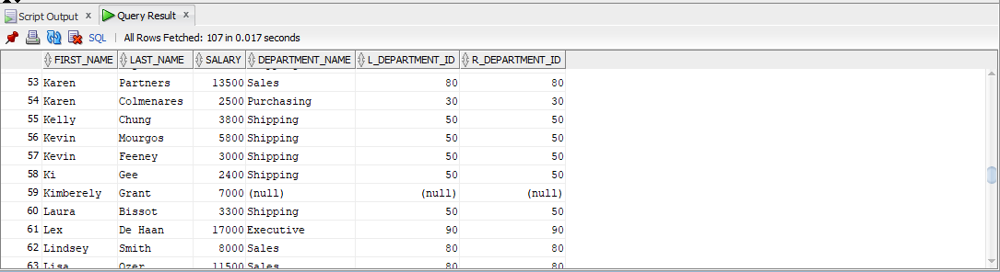 Script Output x Query Result x
SQL | All Rows Fetched: 107 in 0.017 seconds
FIRST_NAME LAST_NAME SALARY DEPARTMENT_NAME L_DEPARTMENT_ID R_DEPARTMENT_ID
53 Karen Partners 13500 Sales 80 80
54 Karen Colmenares 2500 Purchasing 30 30
55 Kelly Chung 3800 Shipping 50 50
56 Kevin Mourgos 5800 Shipping 50 50
57 Kevin Feeney 3000 Shipping 50 50
58 Ki Gee 2400 Shipping 50 50
59 Kimberely Grant 7000 (null) (null) (null)
60 Laura Bissot 3300 Shipping 50 50
61 Lex De Haan 17000 Executive 90 90
62 Lindsey Smith 8000 Sales 80 80
63 Lisa Ozer 11500 Sales 80 80